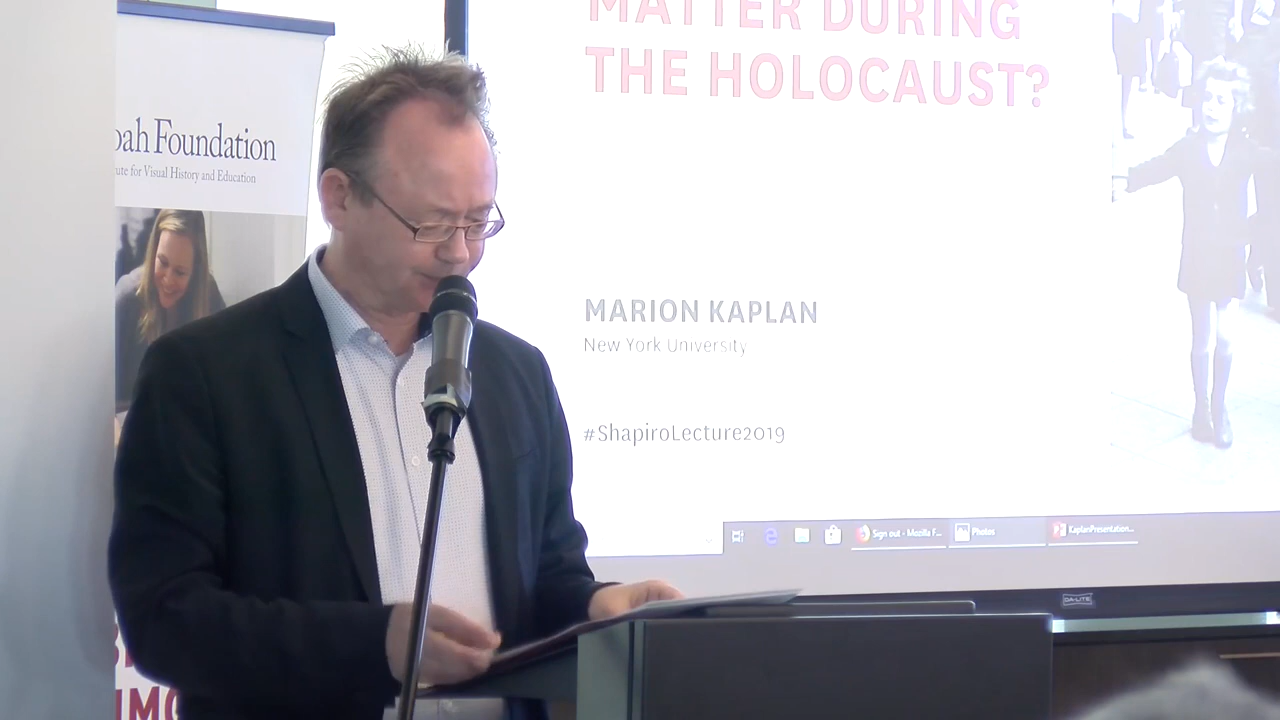 oah Foundation
ute for Visual History and Education
IMO
MATTER DURING
THE HOLOCAUST?
MARION KAPLAN
New York University
#ShapiroLecture2019
Sign out - Mozilla F...
Photos
KaplanPresentation...
DA-LITE